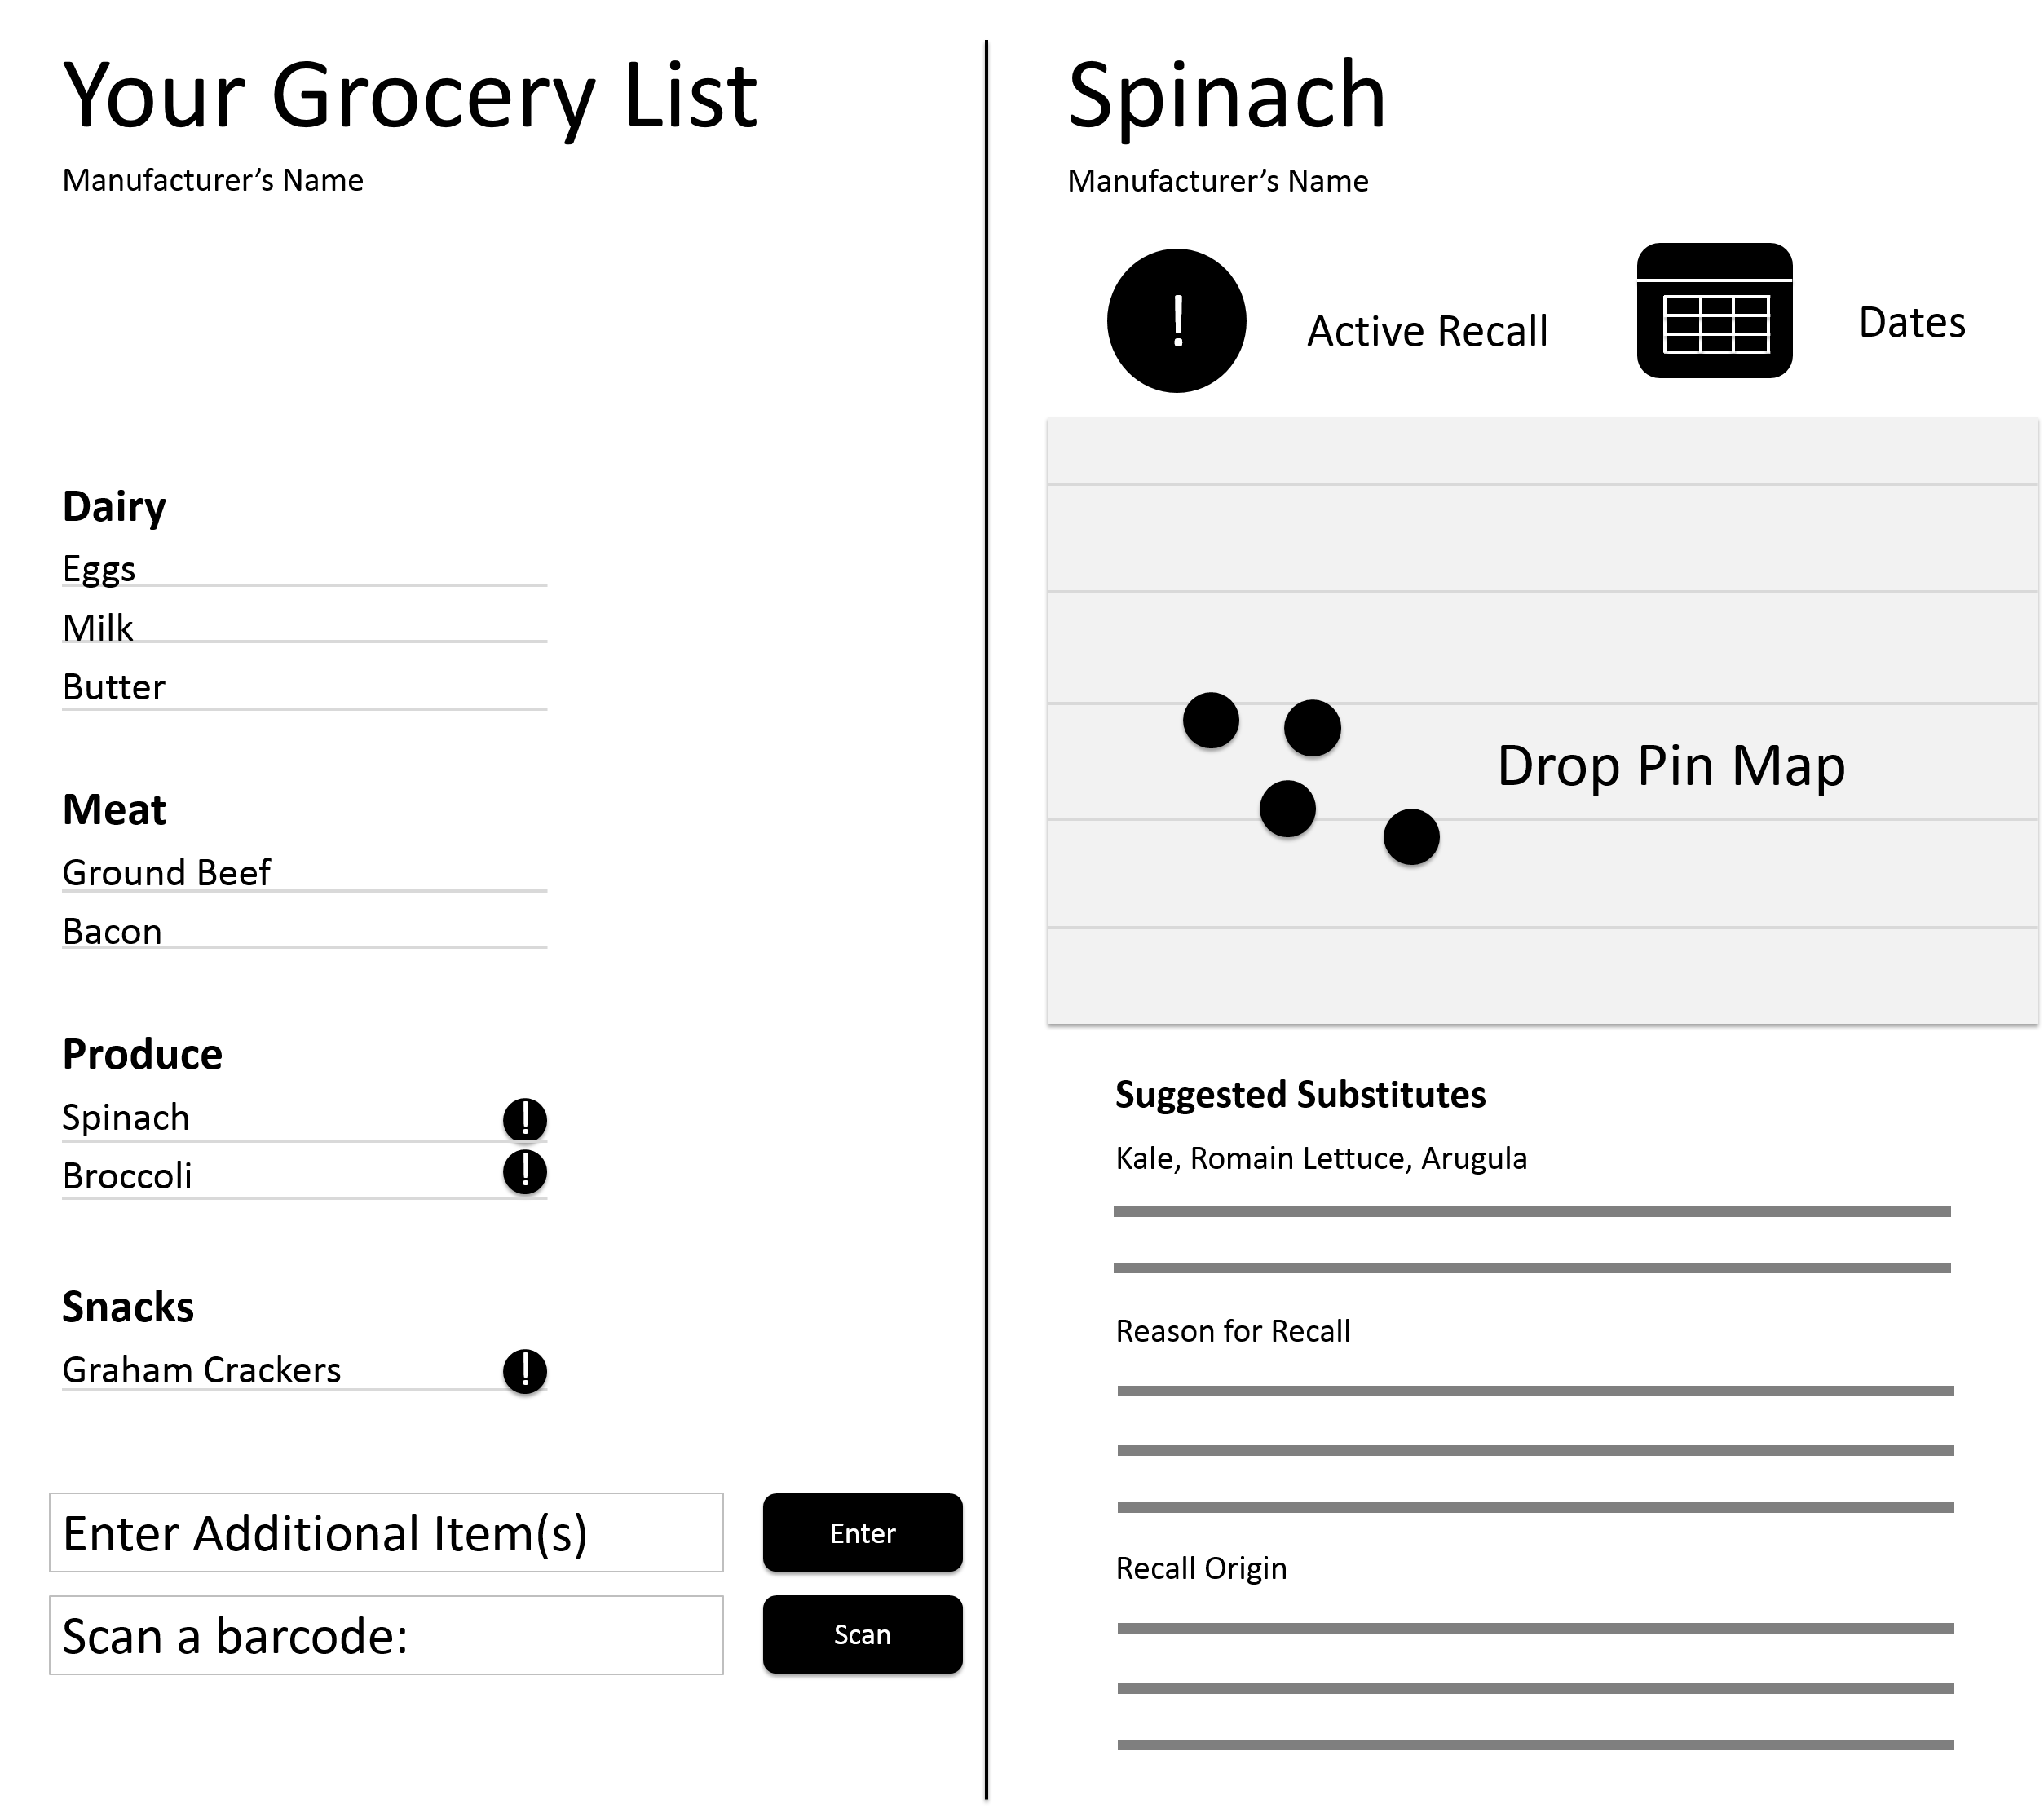 Your Grocery List
Manufacturer’s Name
Dairy
Eggs
Milk
Butter
Meat
Ground Beef
Bacon
Produce
Spinach !
Broccoli !
Snacks
Graham Crackers !
Enter Additional Item(s) Enter
Scan a barcode: Scan
Spinach
Manufacturer’s Name
! Active Recall Dates
Drop Pin Map
Suggested Substitutes
Kale, Romain Lettuce, Arugula
Reason for Recall
Recall Origin